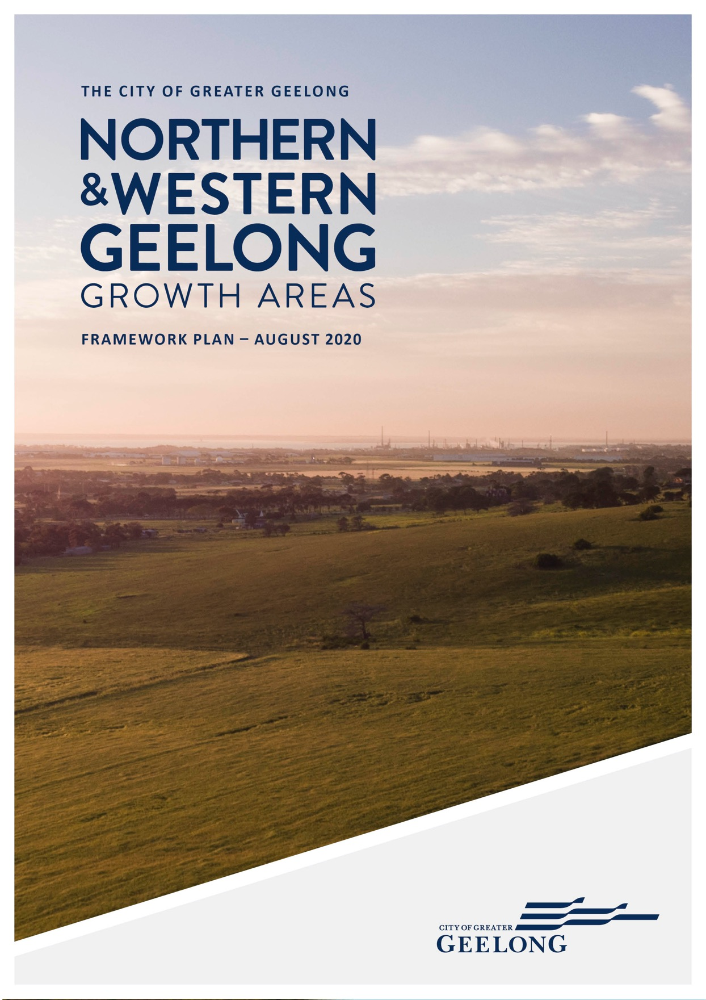 THE CITY OF GREATER GEELONG
NORTHERN
&WESTERN
GEELONG
GROWTH AREAS
FRAMEWORK PLAN – AUGUST 2020
CITY OF GREATER
GEELONG